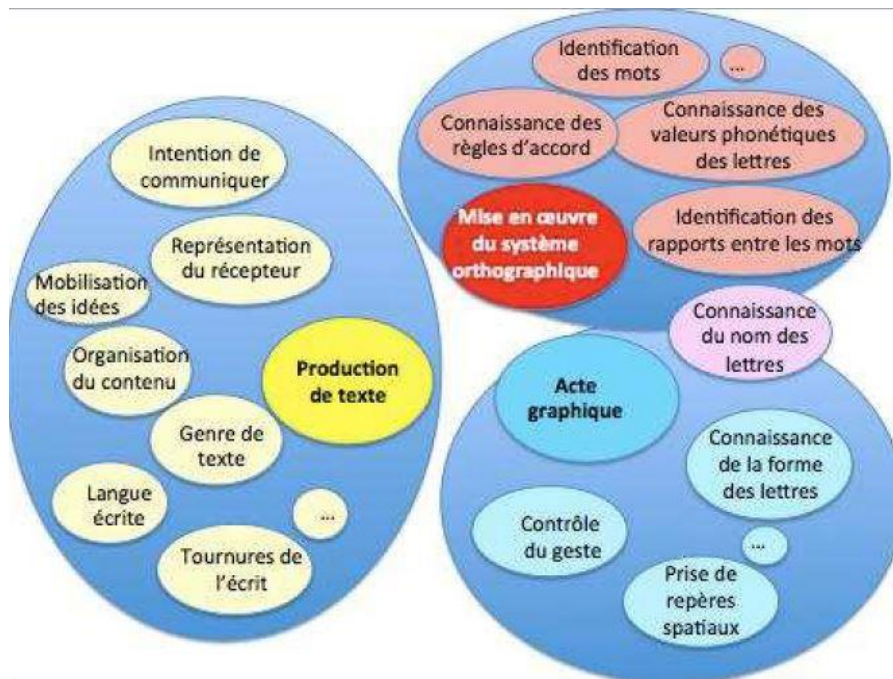 Intention de
communiquer
Représentation
du récepteur
Mobilisation
des idées
Organisation
du contenu
Production
de texte
Genre de
texte
Langue
écrite
...
Tournures de
l'écrit
Identification
des mots
...
Connaissance des
règles d'accord
Connaissance des
valeurs phonétiques
des lettres
Mise en œuvre
du système
orthographique
Identification des
rapports entre les mots
Connaissance
du nom des
lettres
Acte
graphique
Connaissance
de la forme
des lettres
Contrôle
du geste
...
Prise de
repères
spatiaux